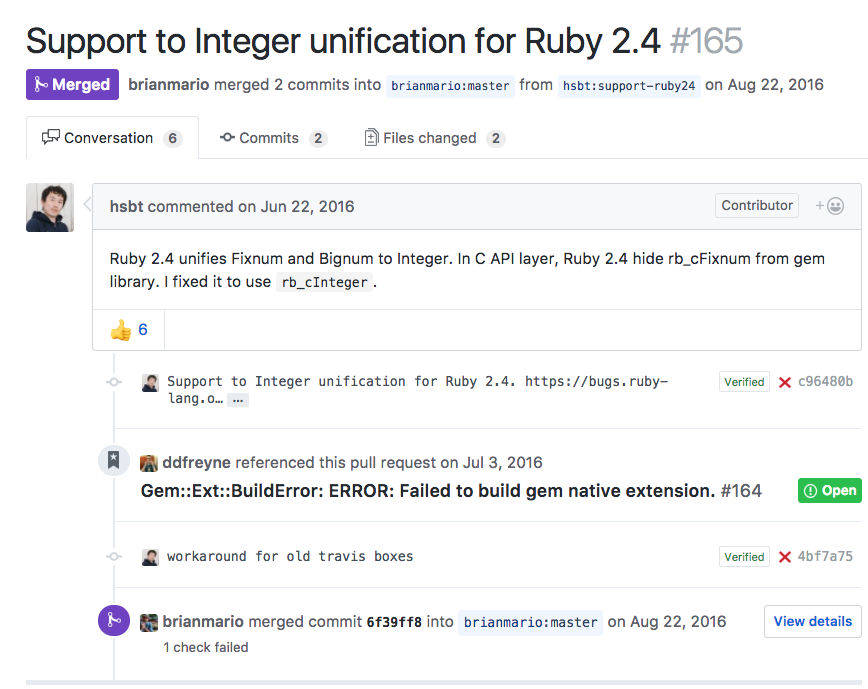 Support to Integer unification for Ruby 2.4 #165
Merged brianmario merged 2 commits into brianmario:master from hsbt:support-ruby24 on Aug 22, 2016
Conversation 6 Commits 2 Files changed 2
hsbt commented on Jun 22, 2016 Contributor +
Ruby 2.4 unifies Fixnum and Bignum to Integer. In C API layer, Ruby 2.4 hide rb_cFixnum from gem
library. I fixed it to use rb_cInteger.
👍 6
Support to Integer unification for Ruby 2.4. https://bugs.ruby- Verified c96480b
lang.o… …
ddfreyne referenced this pull request on Jul 3, 2016
Gem::Ext::BuildError: ERROR: Failed to build gem native extension. #164 Open
workaround for old travis boxes Verified 4bf7a75
brianmario merged commit 6f39ff8 into brianmario:master on Aug 22, 2016 View details
1 check failed